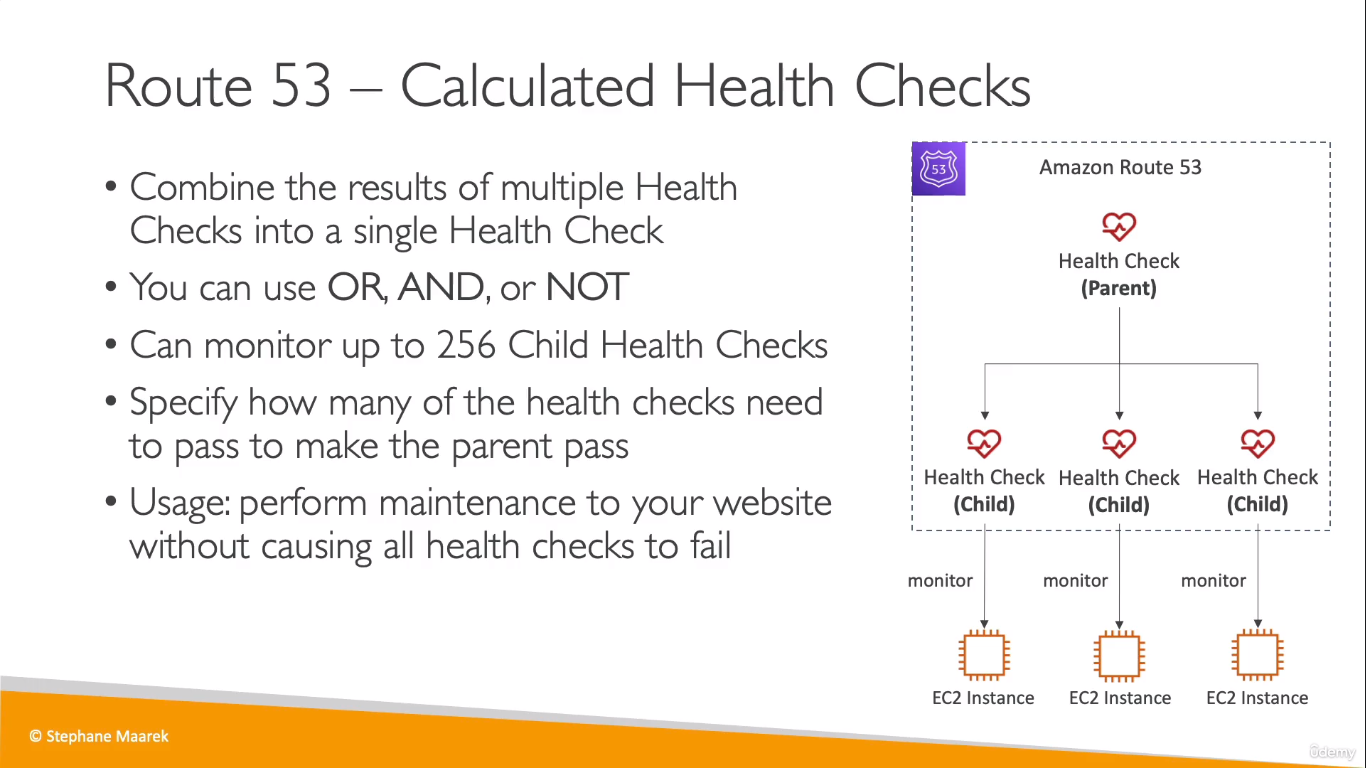 Route 53 – Calculated Health Checks
• Combine the results of multiple Health
Checks into a single Health Check
• You can use OR, AND, or NOT
• Can monitor up to 256 Child Health Checks
• Specify how many of the health checks need
to pass to make the parent pass
• Usage: perform maintenance to your website
without causing all health checks to fail
53
Amazon Route 53
Health Check
(Parent)
Health Check
(Child)
Health Check
(Child)
Health Check
(Child)
monitor
monitor
monitor
EC2 Instance
EC2 Instance
EC2 Instance
© Stephane Maarek
ûdemy